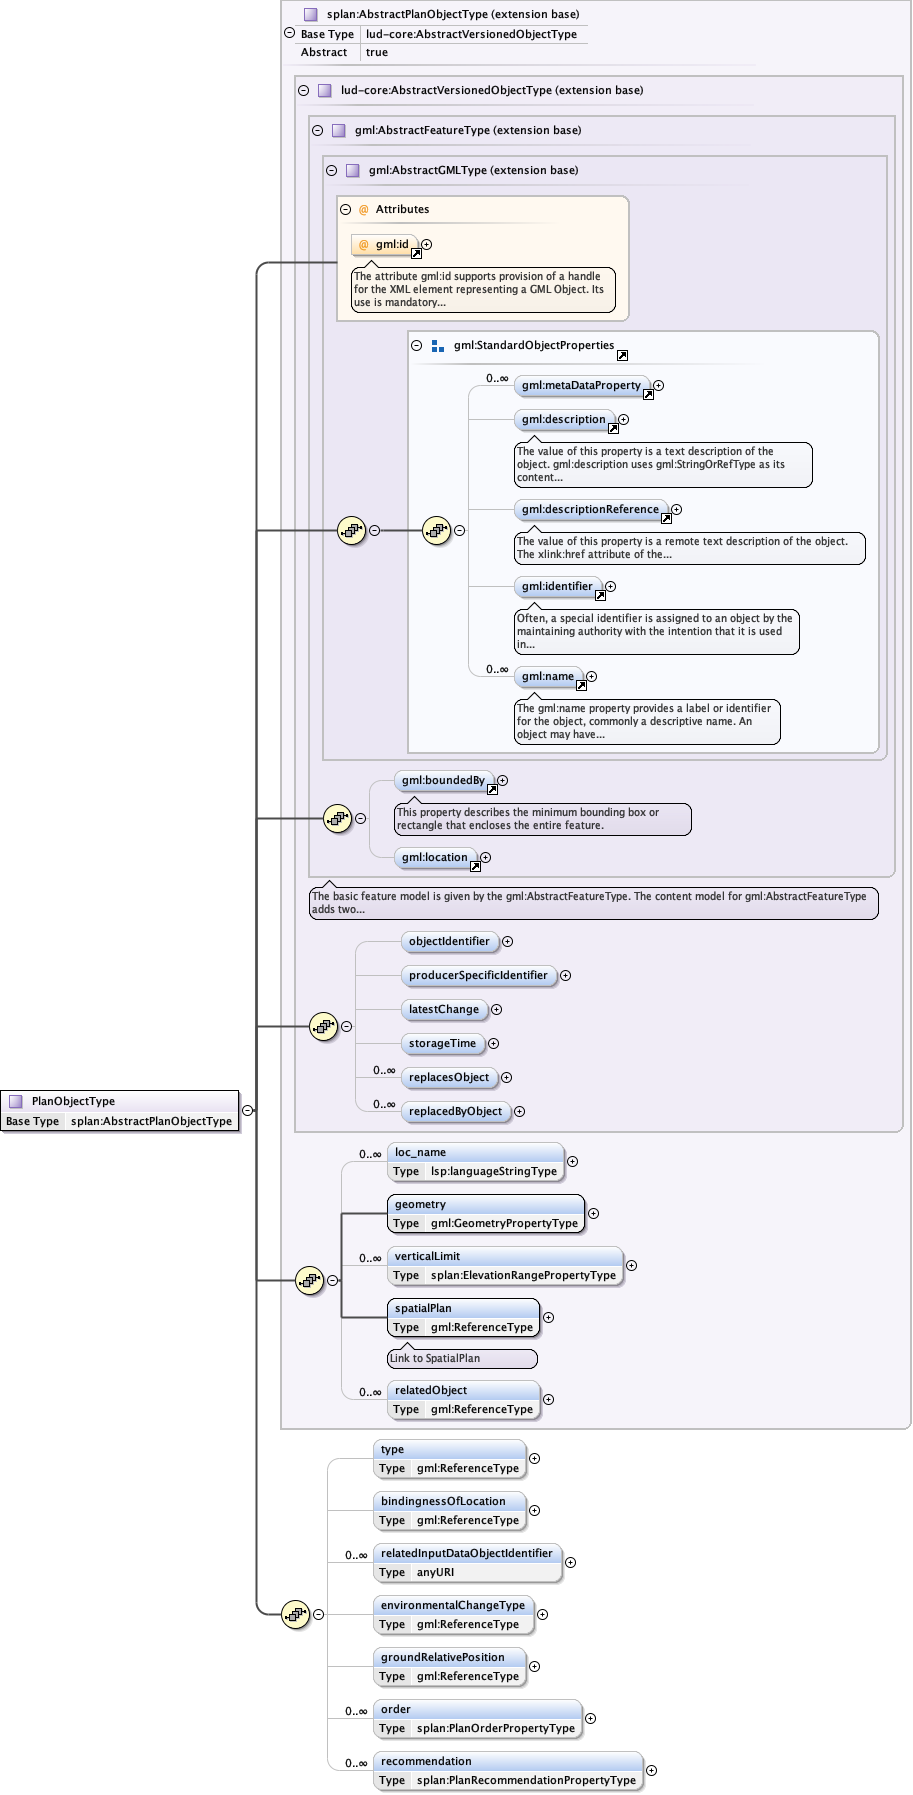 splan:AbstractPlanObjectType (extension base)
Base Type lud-core:AbstractVersionedObjectType
Abstract true
lud-core:AbstractVersionedObjectType (extension base)
gml:AbstractFeatureType (extension base)
gml:AbstractGMLType (extension base)
@ Attributes
@ gml:id
The attribute gml:id supports provision of a handle
for the XML element representing a GML Object. Its
use is mandatory...
gml:StandardObjectProperties
0..∞
gml:metaDataProperty
gml:description
The value of this property is a text description of the
object. gml:description uses gml:StringOrRefType as its
content...
gml:descriptionReference
The value of this property is a remote text description of the object.
The xlink:href attribute of the...
gml:identifier
Often, a special identifier is assigned to an object by the
maintaining authority with the intention that it is used
in...
0..∞
gml:name
The gml:name property provides a label or identifier
for the object, commonly a descriptive name. An
object may have...
gml:boundedBy
This property describes the minimum bounding box or
rectangle that encloses the entire feature.
gml:location
The basic feature model is given by the gml:AbstractFeatureType. The content model for gml:AbstractFeatureType
adds two...
objectIdentifier
producerSpecificIdentifier
latestChange
storageTime
0..∞
replacesObject
0..∞
replacedByObject
PlanObjectType
Base Type splan:AbstractPlanObjectType
0..∞
loc_name
Type lsp:languageStringType
geometry
Type gml:GeometryPropertyType
0..∞
verticalLimit
Type splan:ElevationRangePropertyType
spatialPlan
Type gml:ReferenceType
Link to SpatialPlan
0..∞
relatedObject
Type gml:ReferenceType
type
Type gml:ReferenceType
bindingnessOfLocation
Type gml:ReferenceType
0..∞
relatedInputDataObjectIdentifier
Type anyURI
environmentalChangeType
Type gml:ReferenceType
groundRelativePosition
Type gml:ReferenceType
0..∞
order
Type splan:PlanOrderPropertyType
0..∞
recommendation
Type splan:PlanRecommendationPropertyType